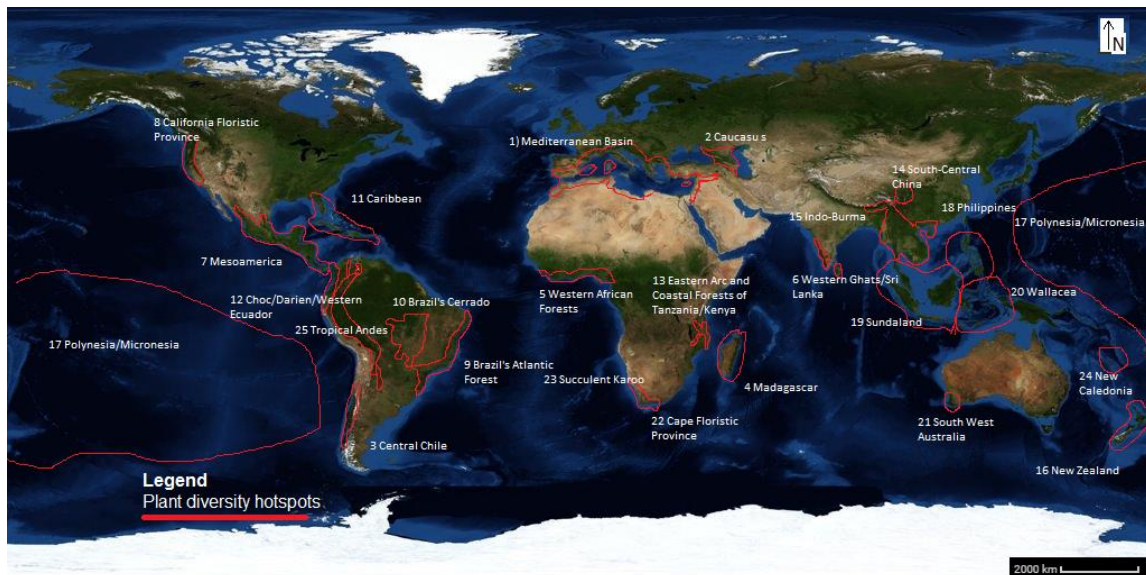 N
8 California Floristic
Province
1) Mediterranean Basin
2 Caucasu s
14 South-Central
China
11 Caribbean
18 Philippines
15 Indo-Burma
17 Polynesia/Micronesia
7 Mesoamerica
13 Eastern Arc and
Coastal Forests of
Tanzania/Kenya
6 Western Ghats/Sri
Lanka
5 Western African
Forests
12 Choc/Darien/Western
Ecuador
10 Brazil's Cerrado
20 Wallacea
19 Sundaland
25 Tropical Andes
17 Polynesia/Micronesia
9 Brazil's Atlantic
Forest
23 Succulent Karoo
4 Madagascar
24 New
Caledonia
22 Cape Floristic
Province
21 South West
Australia
3 Central Chile
16 New Zealand
Legend
Plant diversity hotspots
2000 km